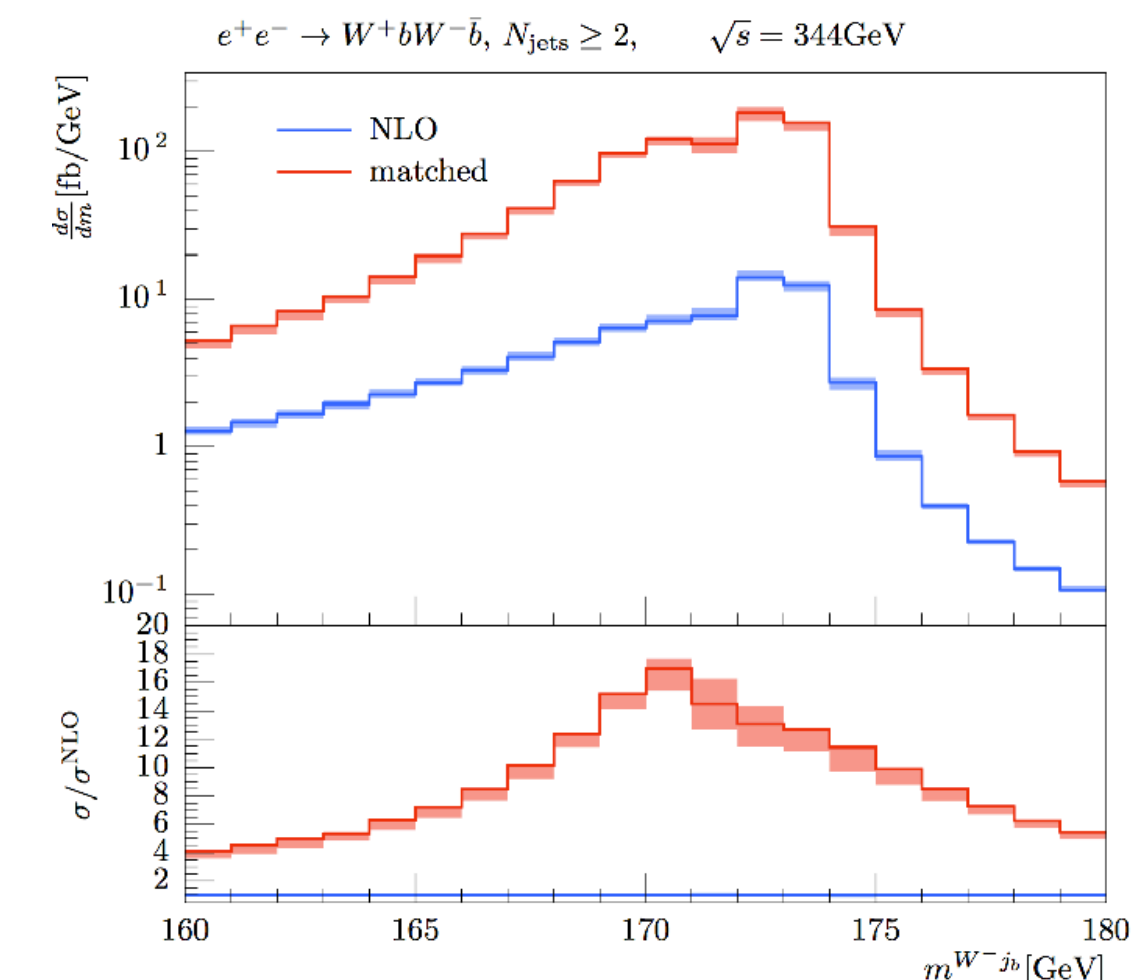 e⁺e⁻ → W⁺bW⁻b̄, N_jets ≥ 2, √s = 344GeV
dσ/dm [fb/GeV]
NLO
matched
10²
10¹
1
10⁻¹
σ/σ^NLO
20
18
16
14
12
10
8
6
4
2
160 165 170 175 180
m^{W⁻j_b}[GeV]